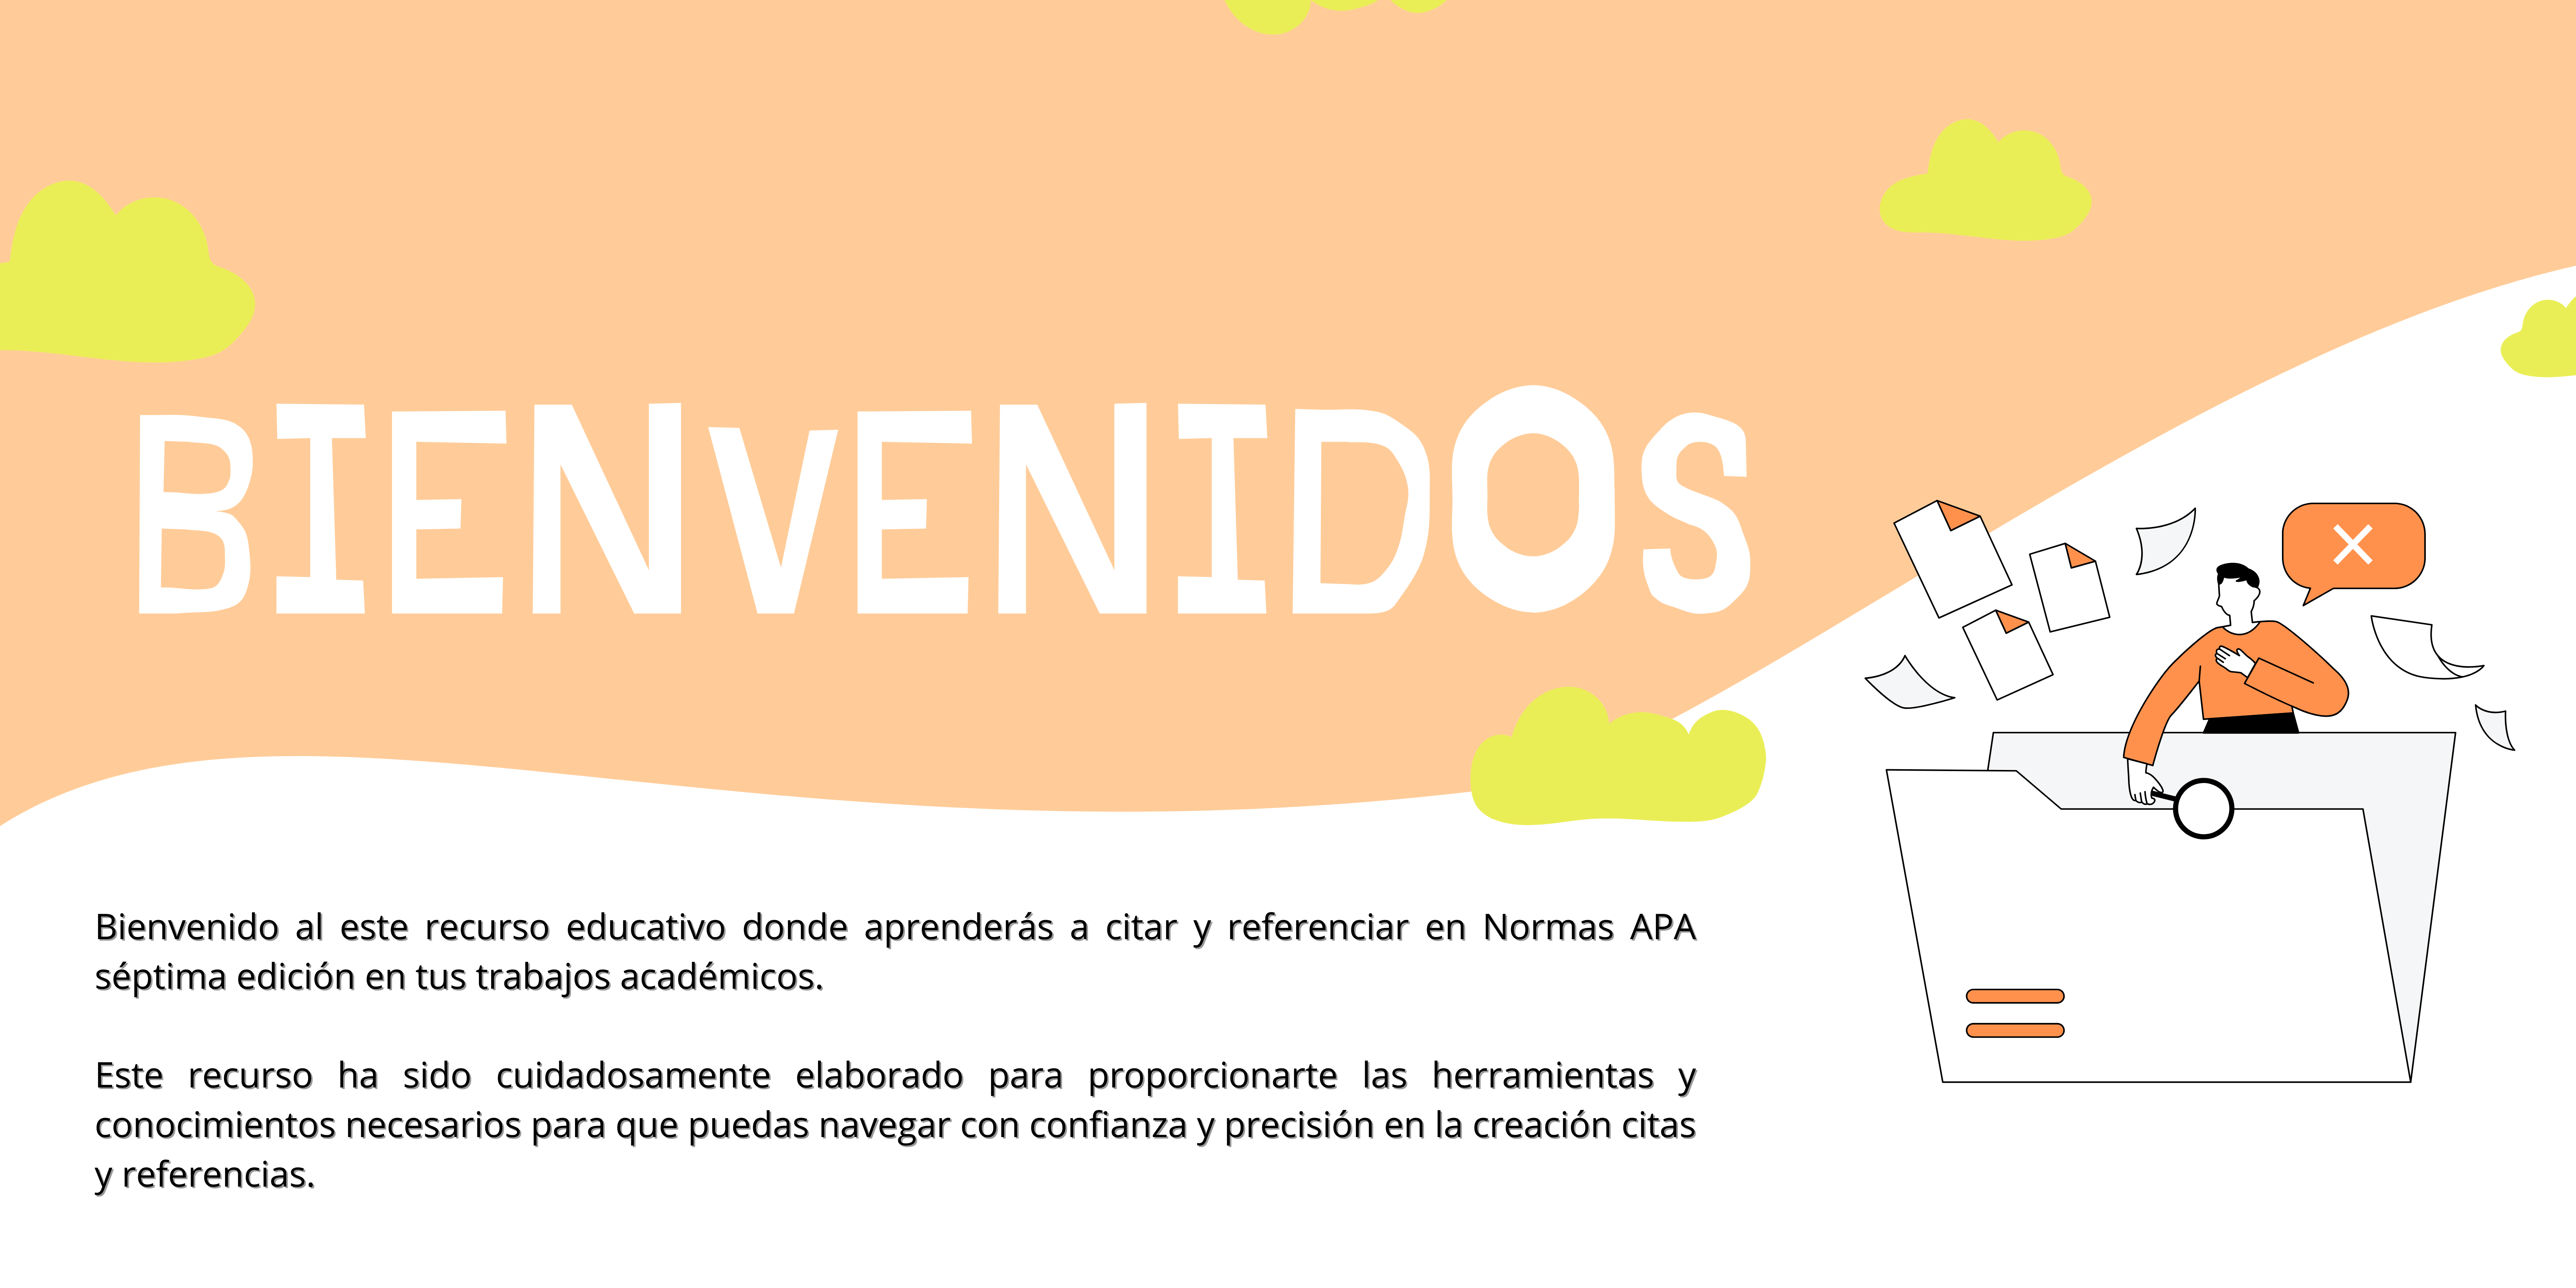 BIENVENIDOS
Bienvenido al este recurso educativo donde aprenderás a citar y referenciar en Normas APA
séptima edición en tus trabajos académicos.
Este recurso ha sido cuidadosamente elaborado para proporcionarte las herramientas y
conocimientos necesarios para que puedas navegar con confianza y precisión en la creación citas
y referencias.